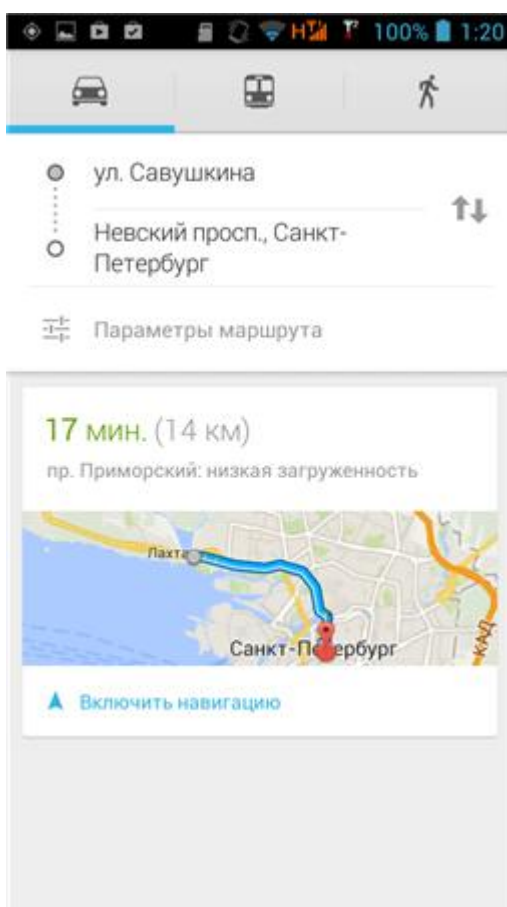 100% 1:20
ул. Савушкина
Невский просп., Санкт-
Петербург
Параметры маршрута
17 мин. (14 км)
пр. Приморский: низкая загруженность
Лахта
Санкт-Петербург
КАД
Включить навигацию